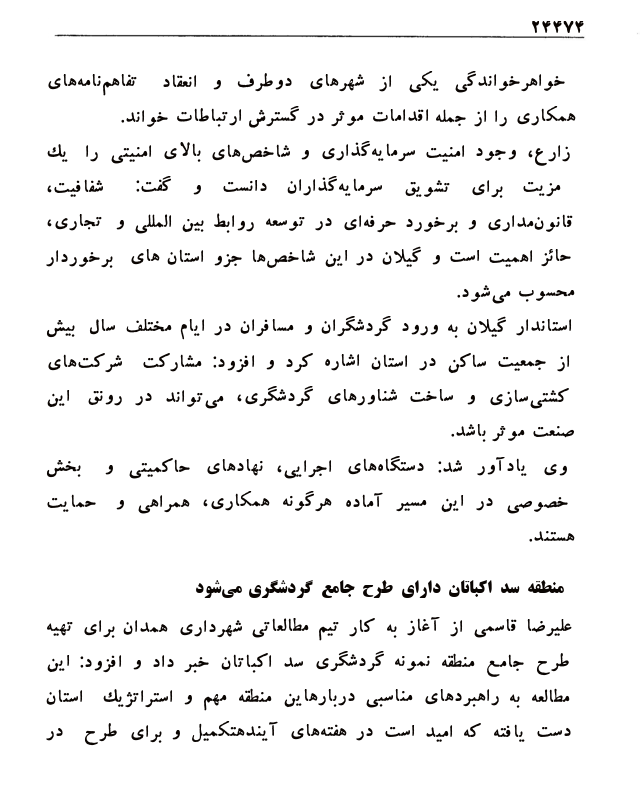 ۲۴۴۷۴
خواهرخواندگی یکی از شهرهای دوطرف و انعقاد تفاهم‌نامه‌های
همکاری را از جمله اقدامات موثر در گسترش ارتباطات خواند.
زارع، وجود امنیت سرمایه‌گذاری و شاخص‌های بالای امنیتی را یك
مزیت برای تشویق سرمایه‌گذاران دانست و گفت: شفافیت،
قانون‌مداری و برخورد حرفه‌ای در توسعه روابط بین المللی و تجاری،
حائز اهمیت است و گیلان در این شاخص‌ها جزو استان های برخوردار
محسوب می‌شود.
استاندار گیلان به ورود گردشگران و مسافران در ایام مختلف سال بیش
از جمعیت ساکن در استان اشاره کرد و افزود: مشارکت شرکت‌های
کشتی‌سازی و ساخت شناورهای گردشگری، می‌تواند در رونق این
صنعت موثر باشد.
وی یادآور شد: دستگاه‌های اجرایی، نهادهای حاکمیتی و بخش
خصوصی در این مسیر آماده هرگونه همکاری، همراهی و حمایت
هستند.
منطقه سد اکباتان دارای طرح جامع گردشگری می‌شود
علیرضا قاسمی از آغاز به کار تیم مطالعاتی شهرداری همدان برای تهیه
طرح جامع منطقه نمونه گردشگری سد اکباتان خبر داد و افزود: این
مطالعه به راهبردهای مناسبی دربارهاین منطقه مهم و استراتژیك استان
دست یافته که امید است در هفته‌های آیندهتکمیل و برای طرح در